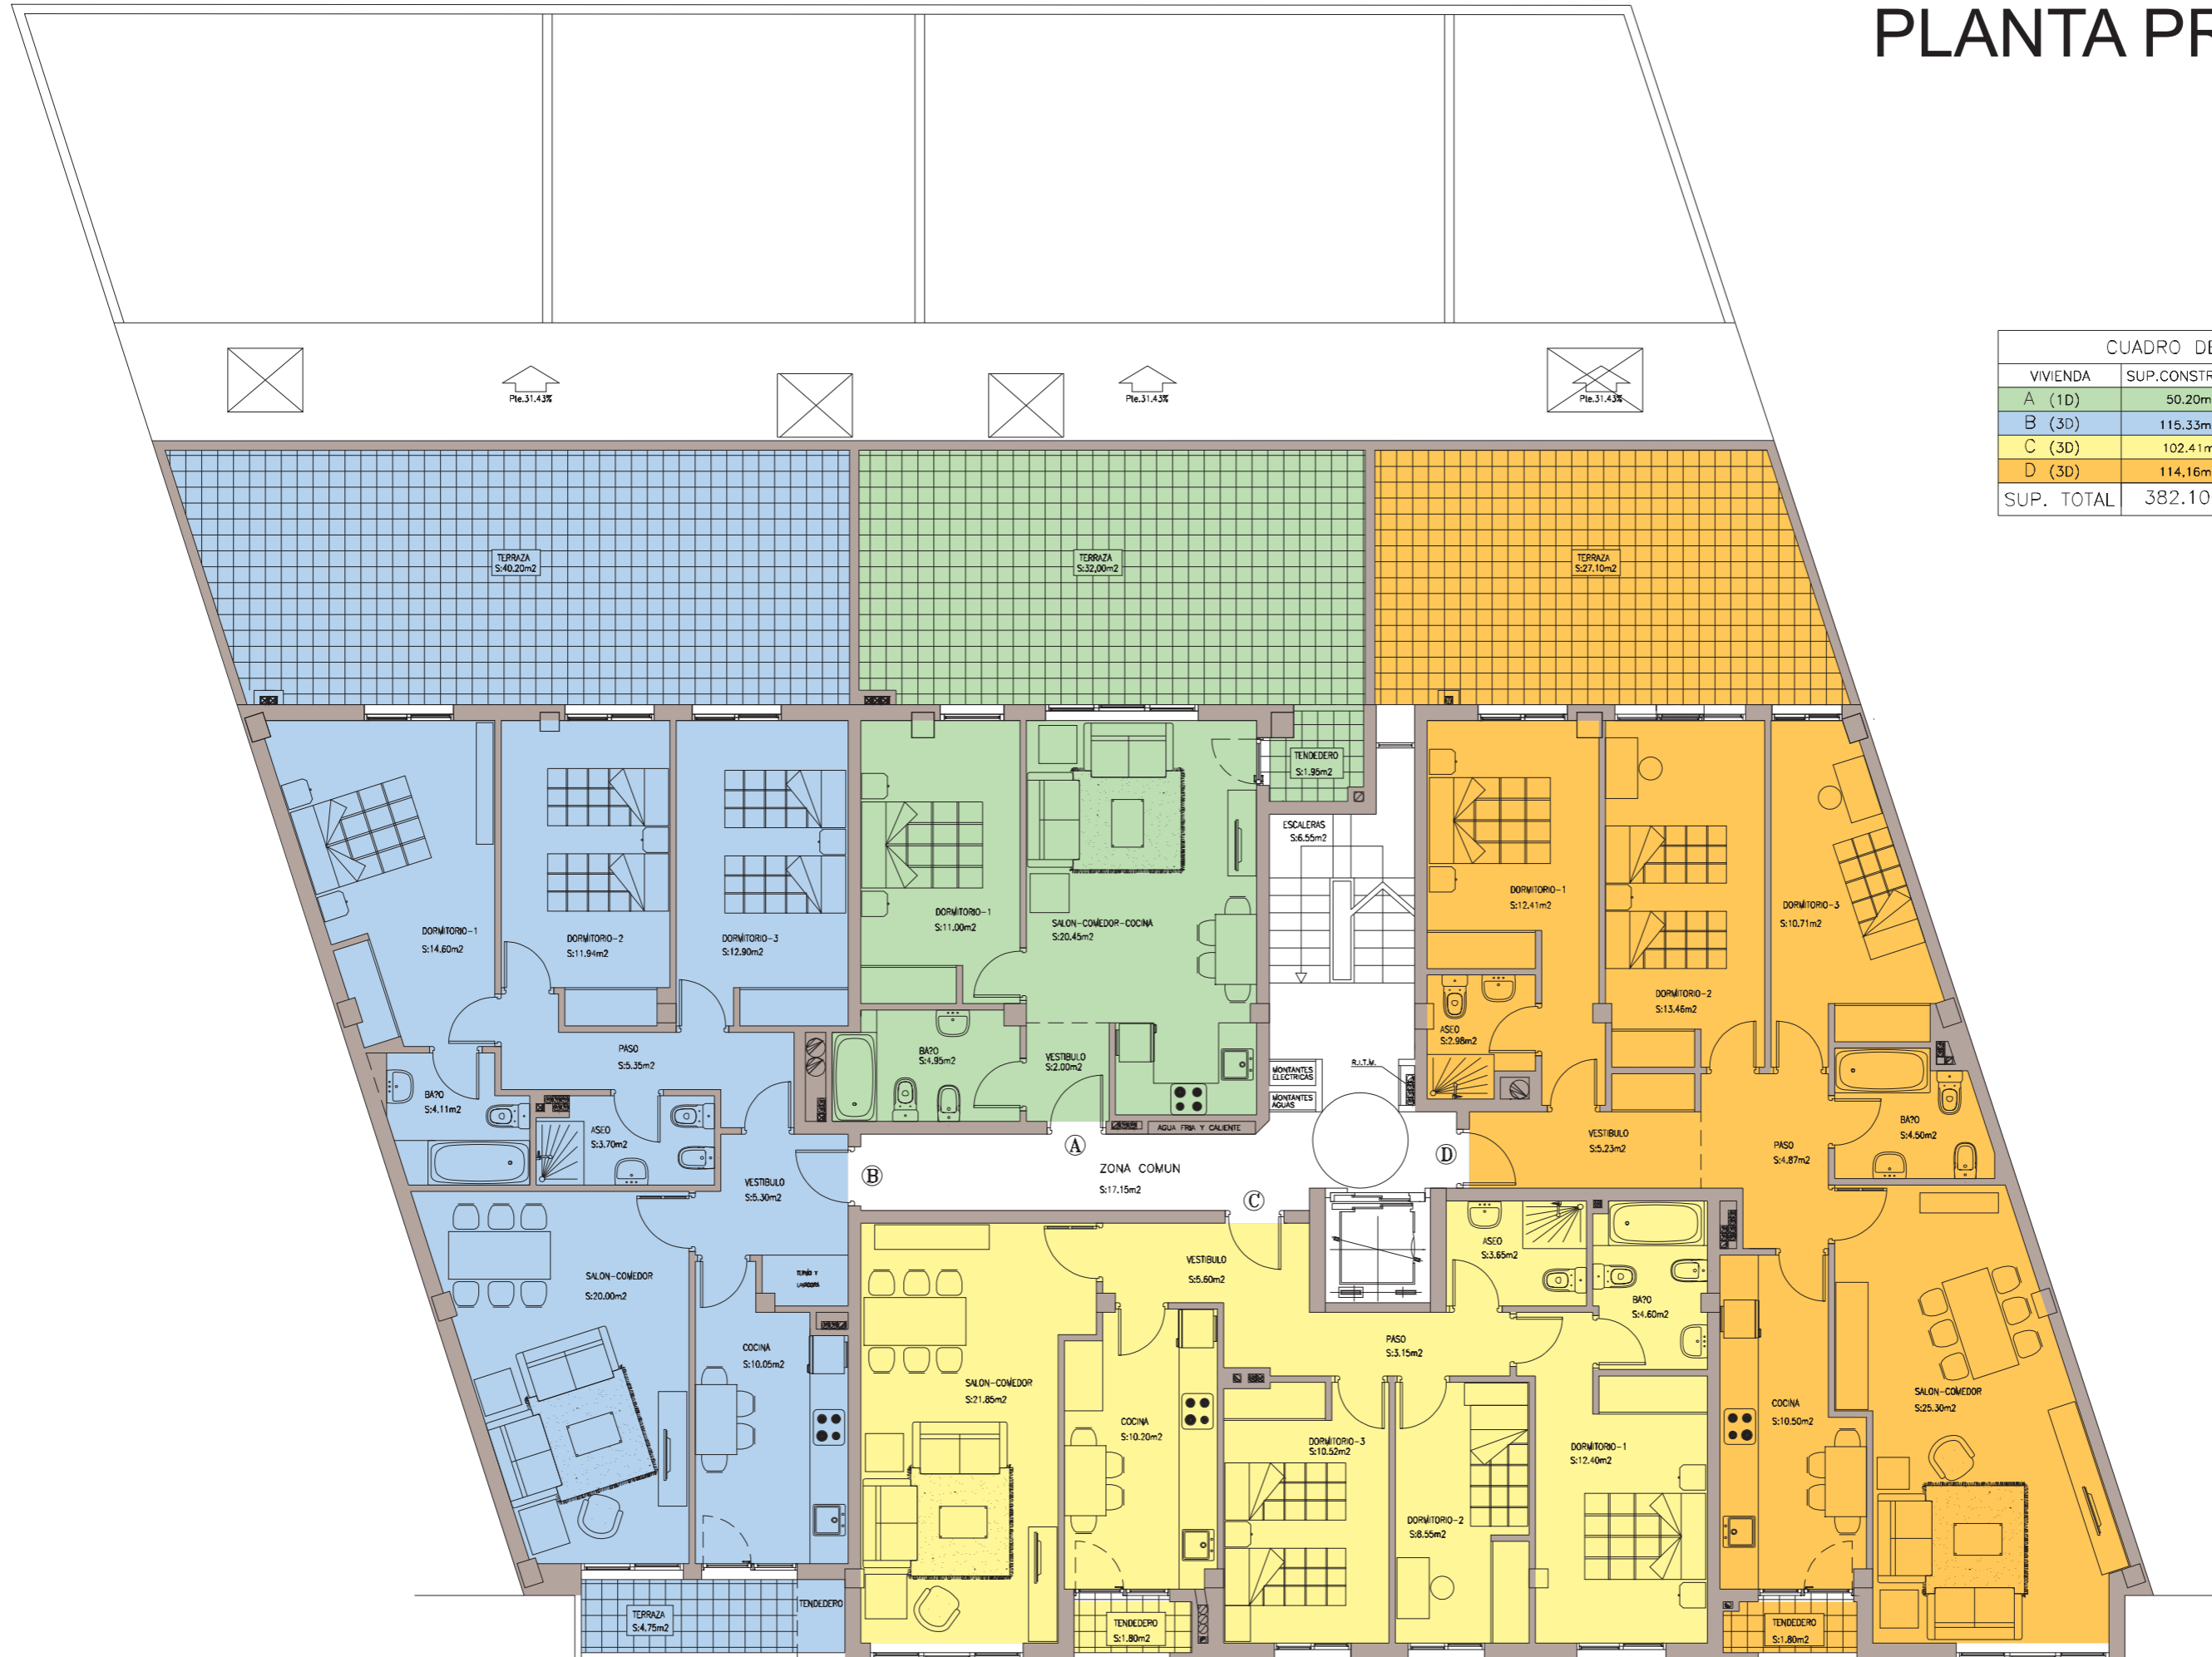 PLANTA PR
CUADRO DE
VIVIENDA SUP.CONSTR
A (1D) 50.20m
B (3D) 115.33m
C (3D) 102.41m
D (3D) 114,16m
SUP. TOTAL 382.10
Pte.31.43%
Pte.31.43%
Pte.31.43%
TERRAZA
S:40.20m2
TERRAZA
S:32,00m2
TERRAZA
S:27.10m2
TENDEDERO
S:1.95m2
ESCALERAS
S:6.55m2
DORMITORIO-1
S:14.60m2
DORMITORIO-2
S:11.94m2
DORMITORIO-3
S:12.90m2
DORMITORIO-1
S:11.00m2
SALON-COMEDOR-COCINA
S:20.45m2
DORMITORIO-1
S:12.41m2
DORMITORIO-2
S:13.46m2
DORMITORIO-3
S:10.71m2
PASO
S:5.35m2
BA?O
S:4.11m2
ASEO
S:3.70m2
BA?O
S:4.95m2
VESTIBULO
S:2.00m2
MONTANTES
ELECTRICAS
MONTANTES
AGUAS
R.I.T.M.
AGUA FRIA Y CALIENTE
ASEO
S:2.98m2
VESTIBULO
S:5.23m2
PASO
S:4.87m2
BA?O
S:4.50m2
A
B
C
D
ZONA COMUN
S:17.15m2
VESTIBULO
S:5.30m2
SALON-COMEDOR
S:20.00m2
TERMO Y
LAVADORA
COCINA
S:10.05m2
TERRAZA
S:4.75m2
TENDEDERO
VESTIBULO
S:5.60m2
SALON-COMEDOR
S:21.85m2
COCINA
S:10.20m2
TENDEDERO
S:1.80m2
ASEO
S:3.65m2
BA?O
S:4.60m2
PASO
S:3.15m2
DORMITORIO-3
S:10.52m2
DORMITORIO-2
S:8.55m2
DORMITORIO-1
S:12.40m2
COCINA
S:10.50m2
SALON-COMEDOR
S:25.30m2
TENDEDERO
S:1.80m2